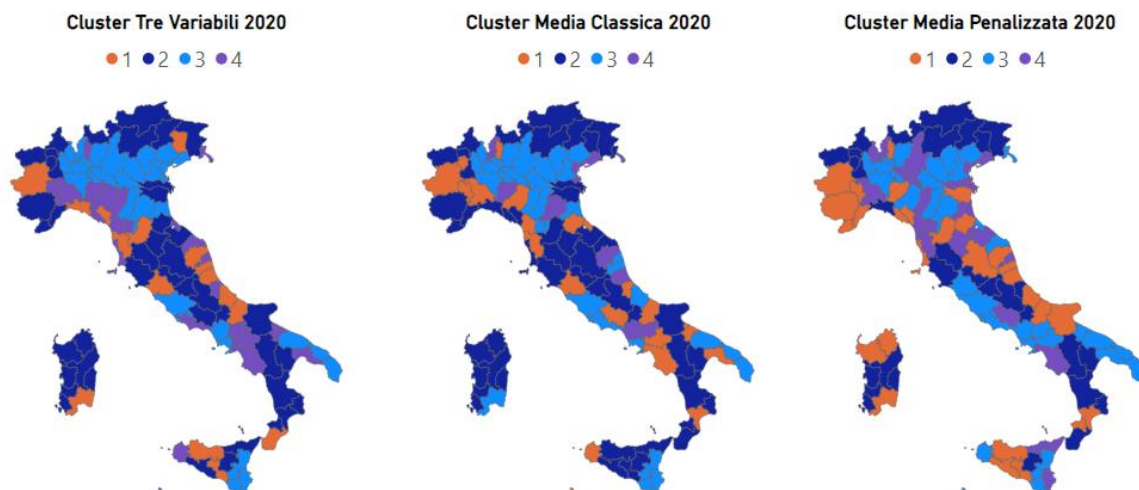 Cluster Tre Variabili 2020
1 2 3 4
Cluster Media Classica 2020
1 2 3 4
Cluster Media Penalizzata 2020
1 2 3 4